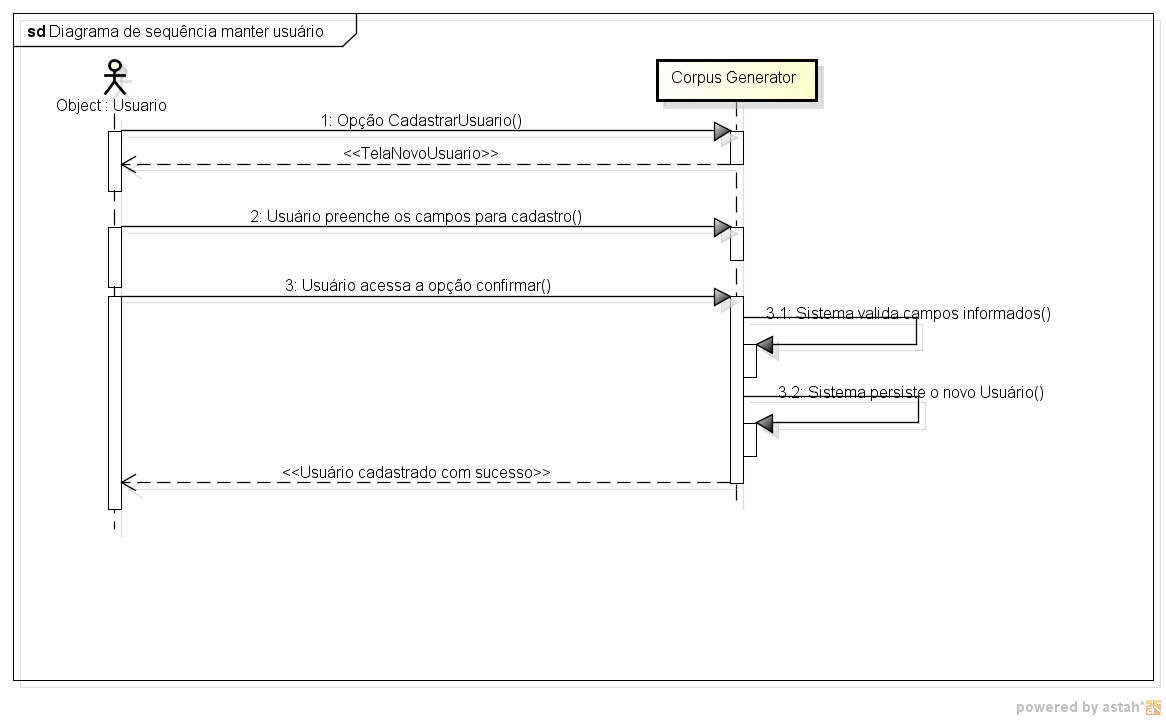 sd Diagrama de sequência manter usuário
Object : Usuario
Corpus Generator
1: Opção CadastrarUsuario()
<<TelaNovoUsuario>>
2: Usuário preenche os campos para cadastro()
3: Usuário acessa a opção confirmar()
3.1: Sistema valida campos informados()
3.2: Sistema persiste o novo Usuário()
<<Usuário cadastrado com sucesso>>
powered by astah*